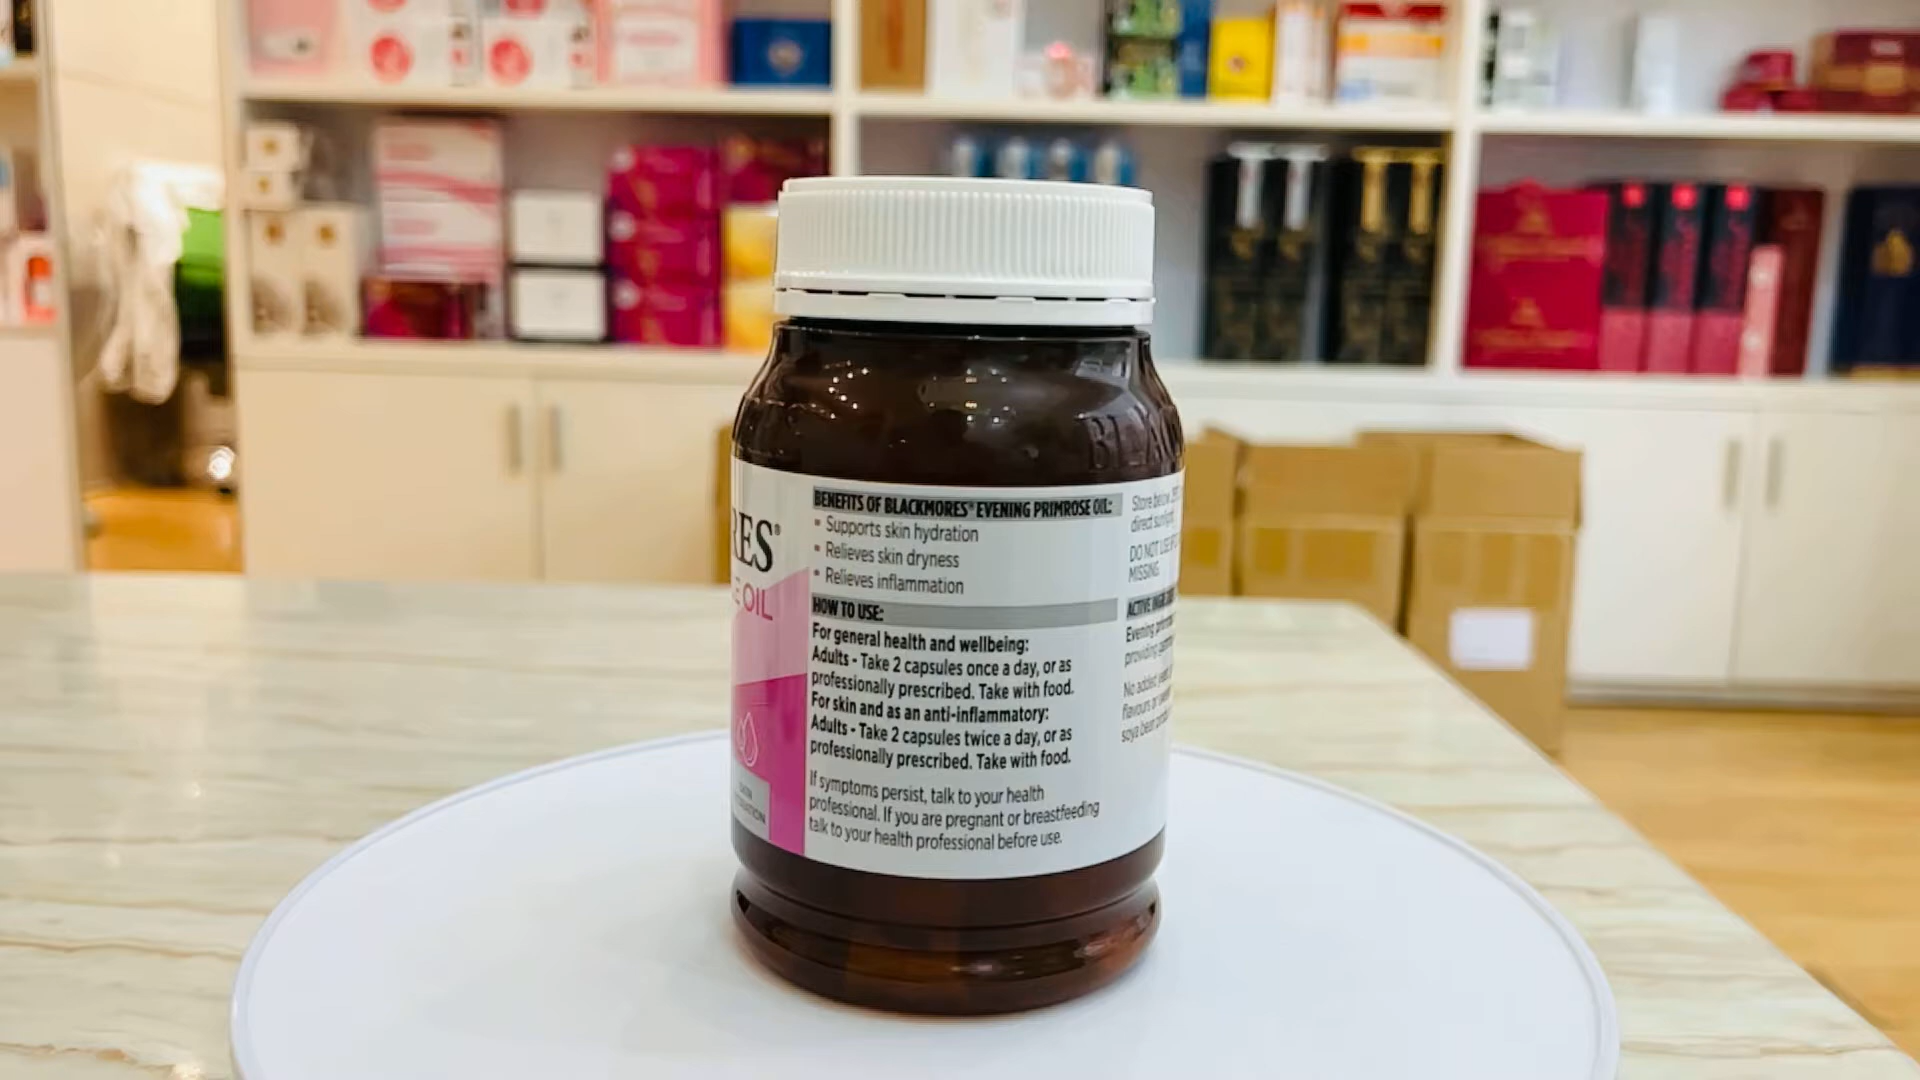 BLAC
RES®
E OIL
BENEFITS OF BLACKMORES® EVENING PRIMROSE OIL:
• Supports skin hydration
• Relieves skin dryness
• Relieves inflammation
HOW TO USE:
For general health and wellbeing:
Adults - Take 2 capsules once a day, or as
professionally prescribed. Take with food.
For skin and as an anti-inflammatory:
Adults - Take 2 capsules twice a day, or as
professionally prescribed. Take with food.
If symptoms persist, talk to your health
professional. If you are pregnant or breastfeeding
talk to your health professional before use.
Store below
direct sunlight
DO NOT USE
MISSING.
ACTIVE
Evening
providing
No added
flavours or
soya bean